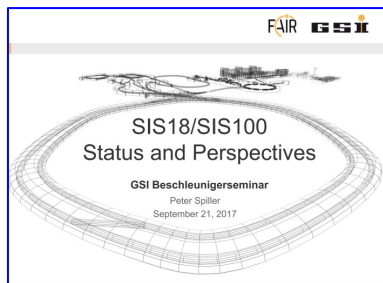 FAIR GSI
SIS18/SIS100
Status and Perspectives
GSI Beschleunigerseminar
Peter Spiller
September 21, 2017